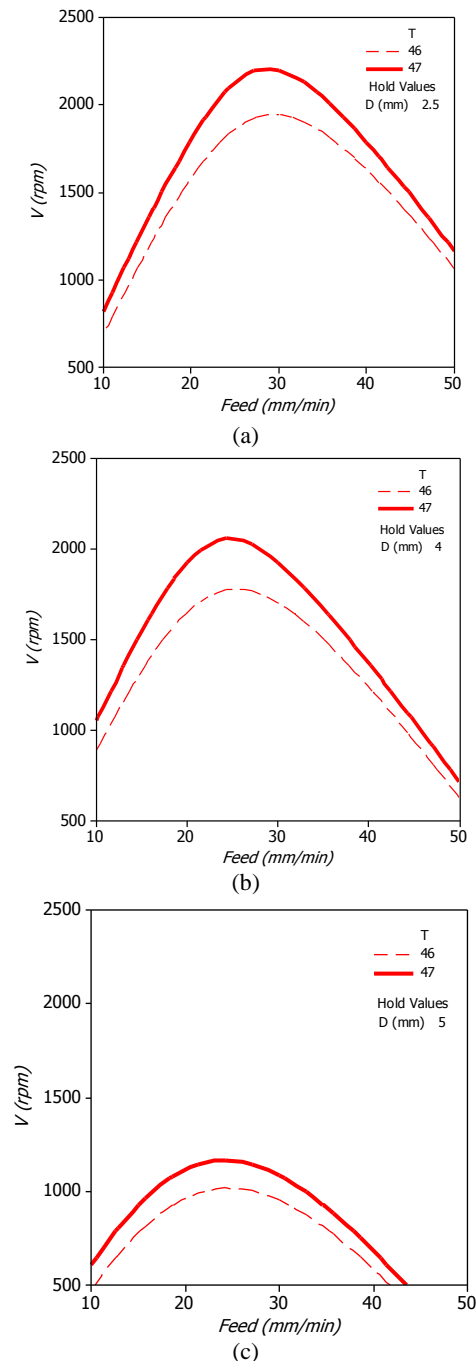 2500
T
46
47
2000
Hold Values
D (mm) 2.5
V (rpm)
1500
1000
500
10 20 30 40 50
Feed (mm/min)
(a)
2500
T
46
47
Hold Values
D (mm) 4
2000
1500
V (rpm)
1000
500
10 20 30 40 50
Feed (mm/min)
(b)
2500
T
46
47
Hold Values
D (mm) 5
2000
1500
V (rpm)
1000
500
10 20 30 40 50
Feed (mm/min)
(c)